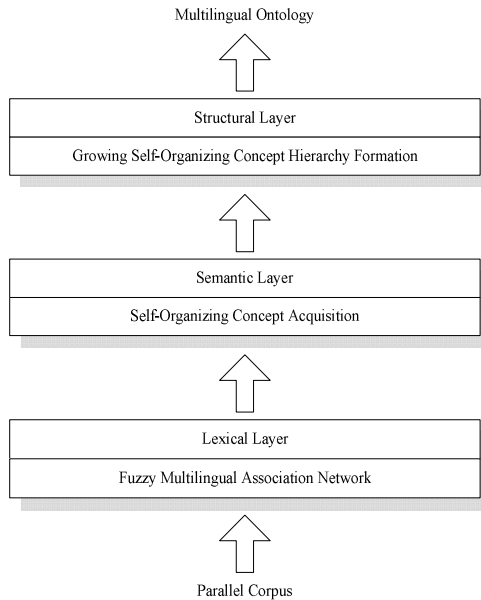 Multilingual Ontology
Structural Layer
Growing Self-Organizing Concept Hierarchy Formation
Semantic Layer
Self-Organizing Concept Acquisition
Lexical Layer
Fuzzy Multilingual Association Network
Parallel Corpus